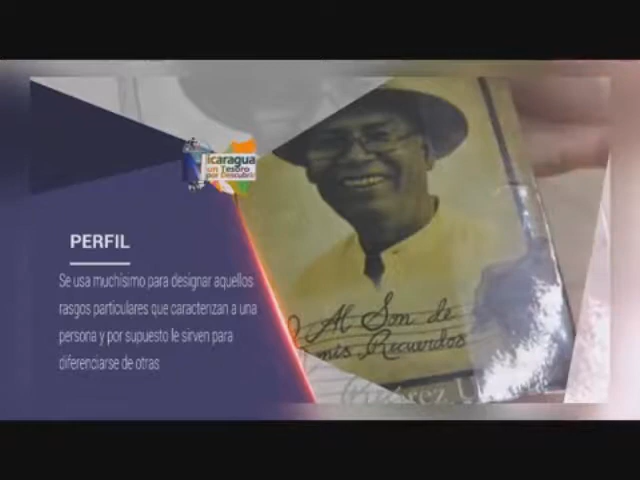 Nicaragua
un Tesoro
por Descubrir
PERFIL
Se usa muchísimo para designar aquellos
rasgos particulares que caracterizan a una
persona y por supuesto le sirven para
diferenciarse de otras
Al Son de
mis Recuerdos